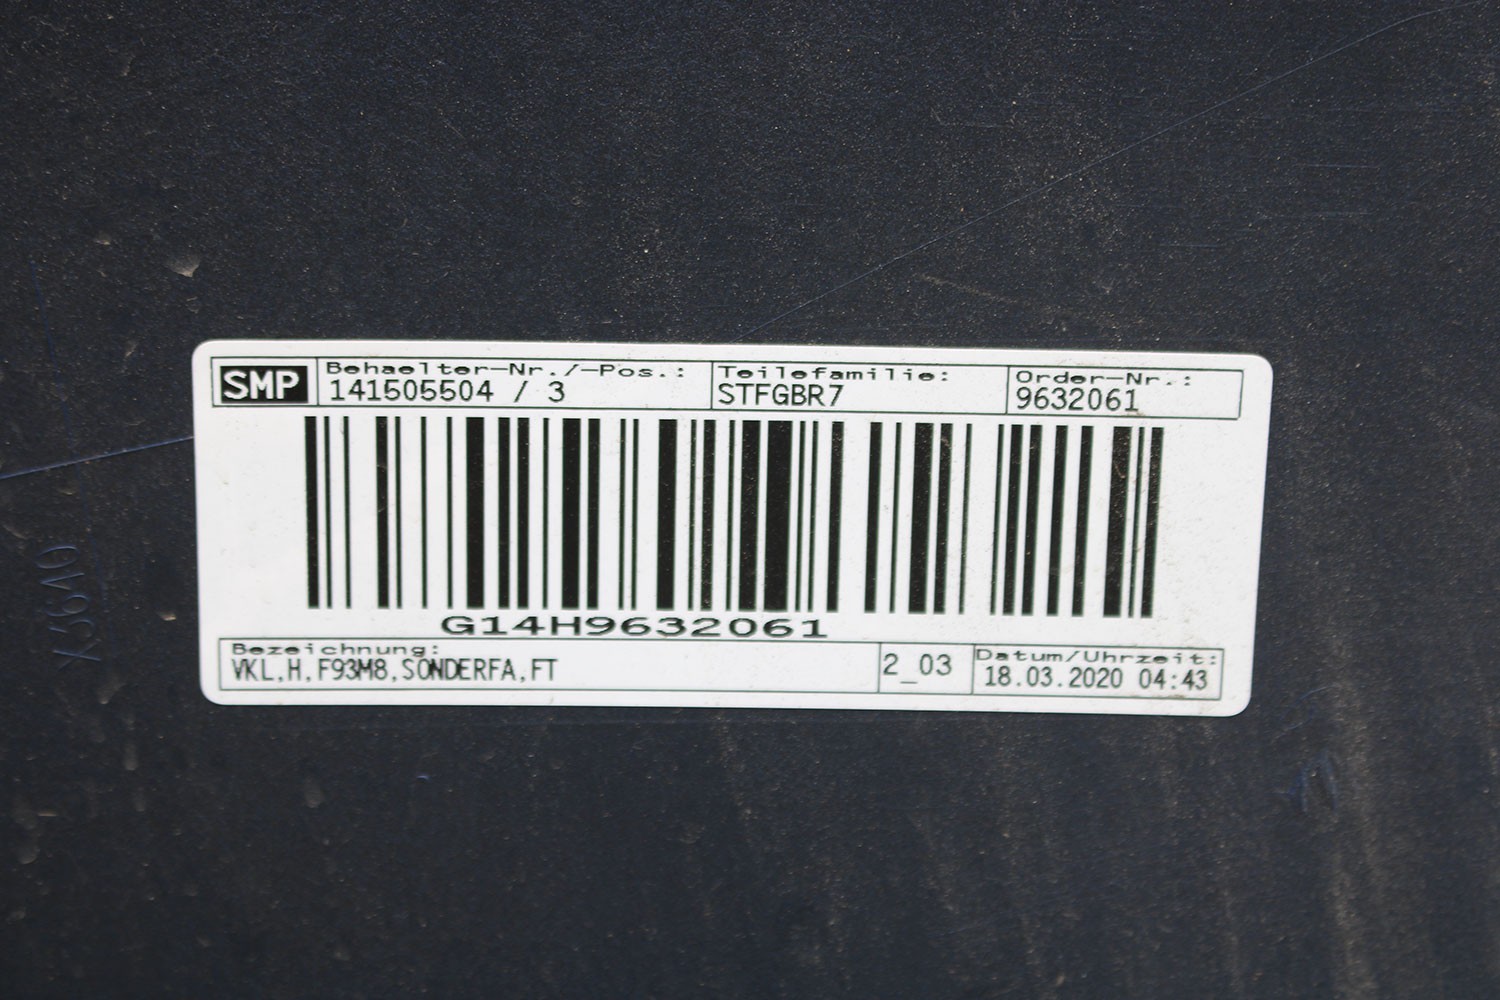 SMP
Behaelter-Nr./-Pos.: Teilefamilie: Order-Nr.:
141505504 / 3 STFGBR7 9632061
G14H9632061
Bezeichnung: Datum/Uhrzeit:
VKL,H,F93M8,SONDERFA,FT 2_03 18.03.2020 04:43